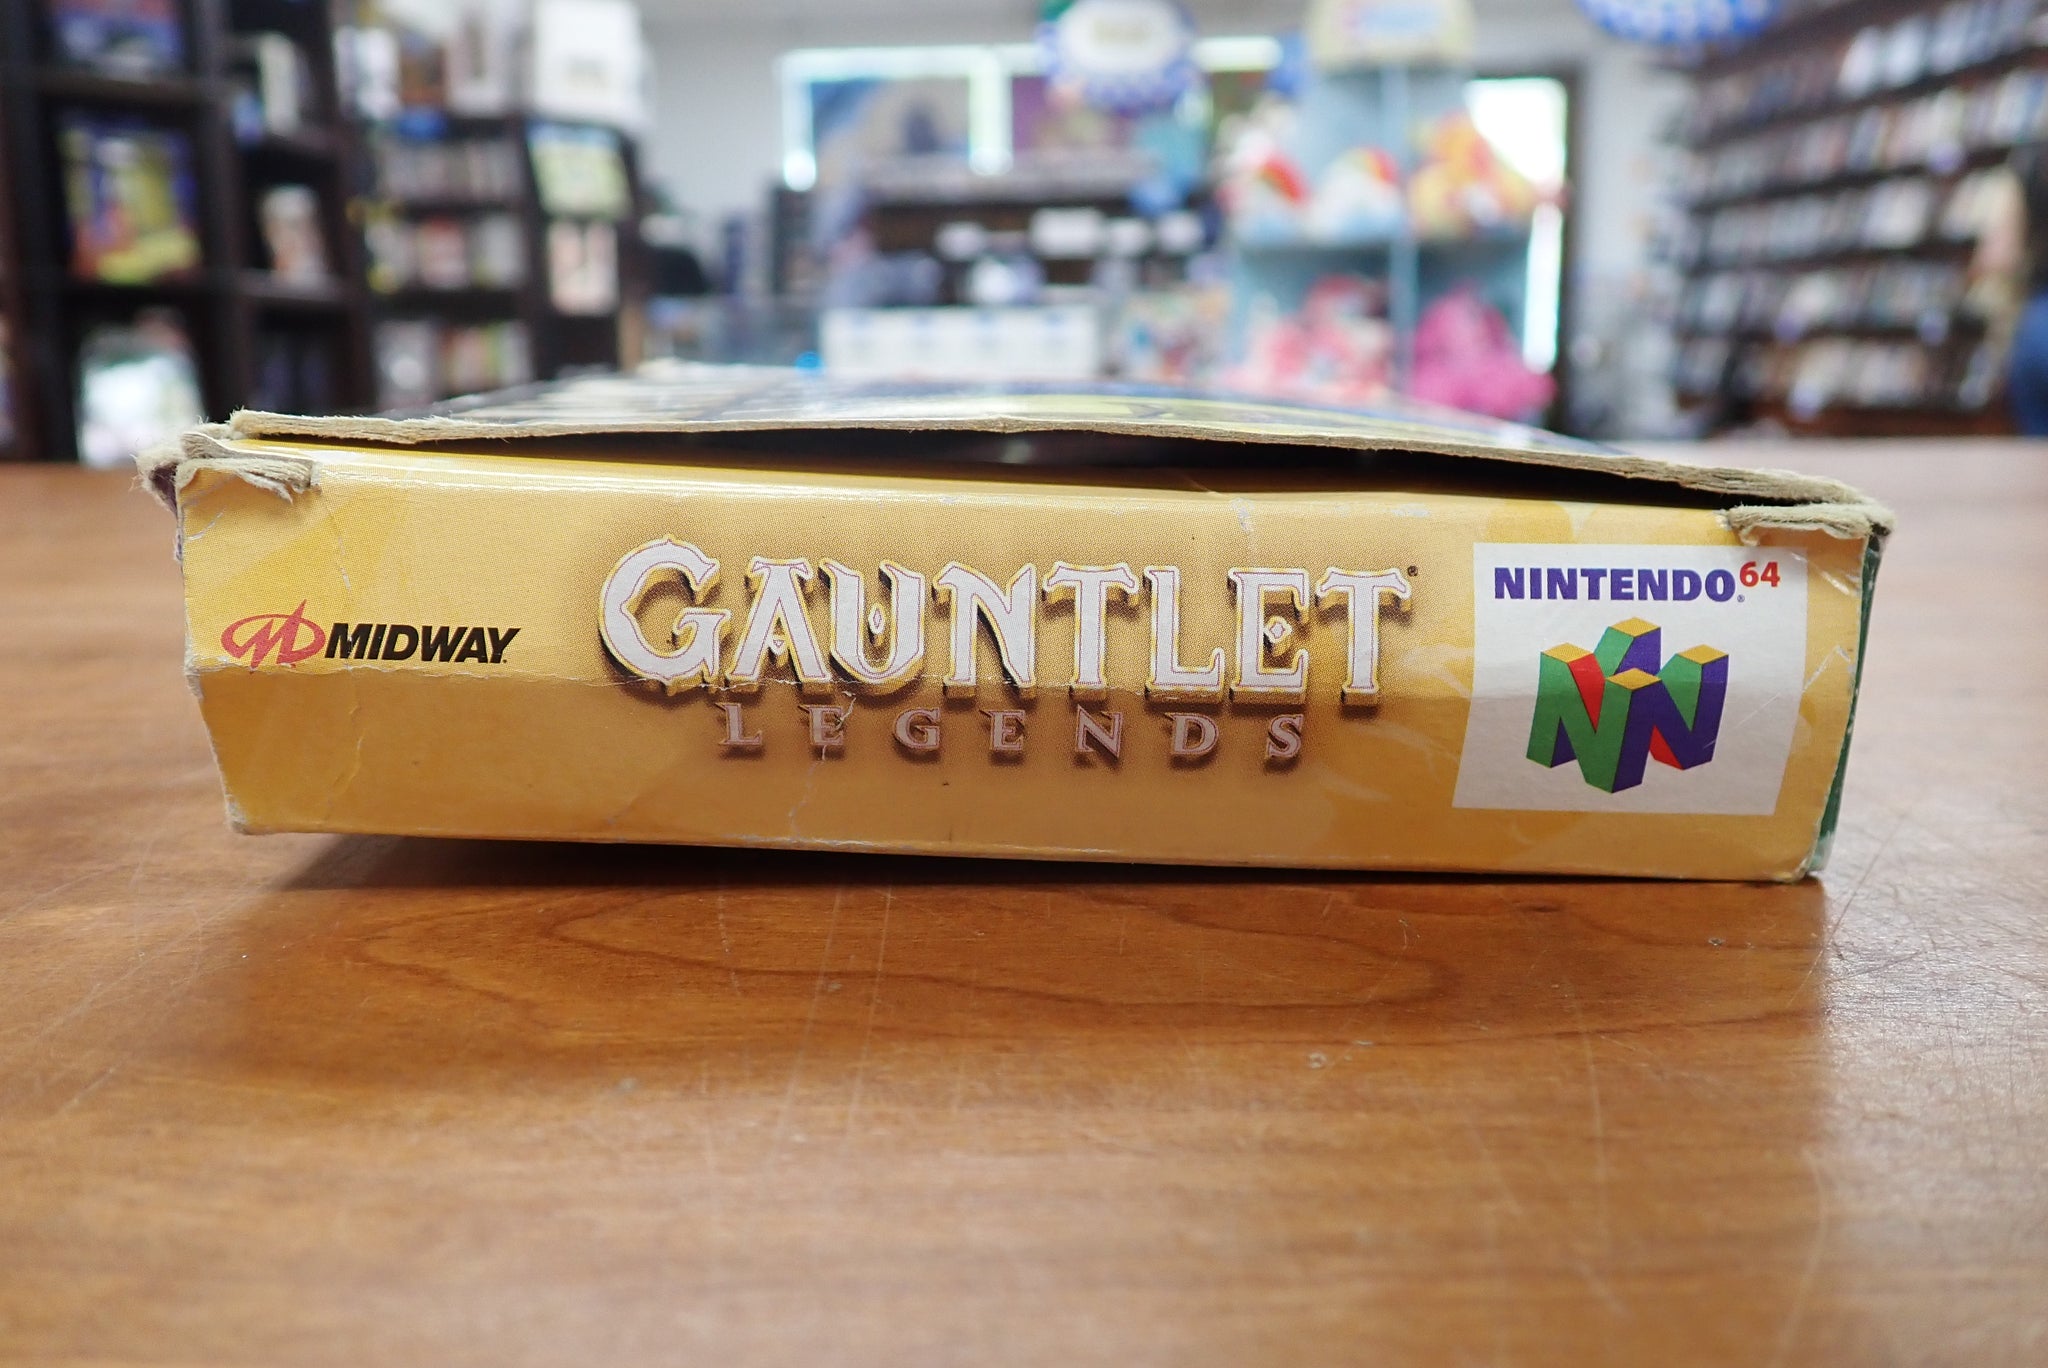 MIDWAY
GAUNTLET
LEGENDS
NINTENDO 64